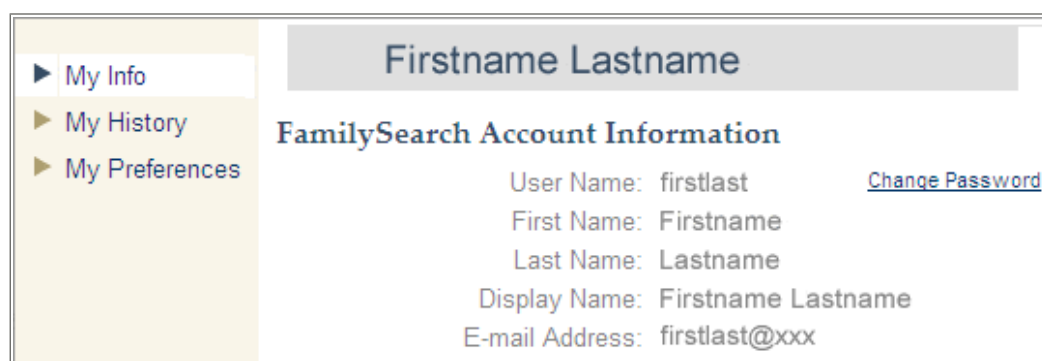 Firstname Lastname
My Info
My History
My Preferences
FamilySearch Account Information
User Name: firstlast Change Password
First Name: Firstname
Last Name: Lastname
Display Name: Firstname Lastname
E-mail Address: firstlast@xxx